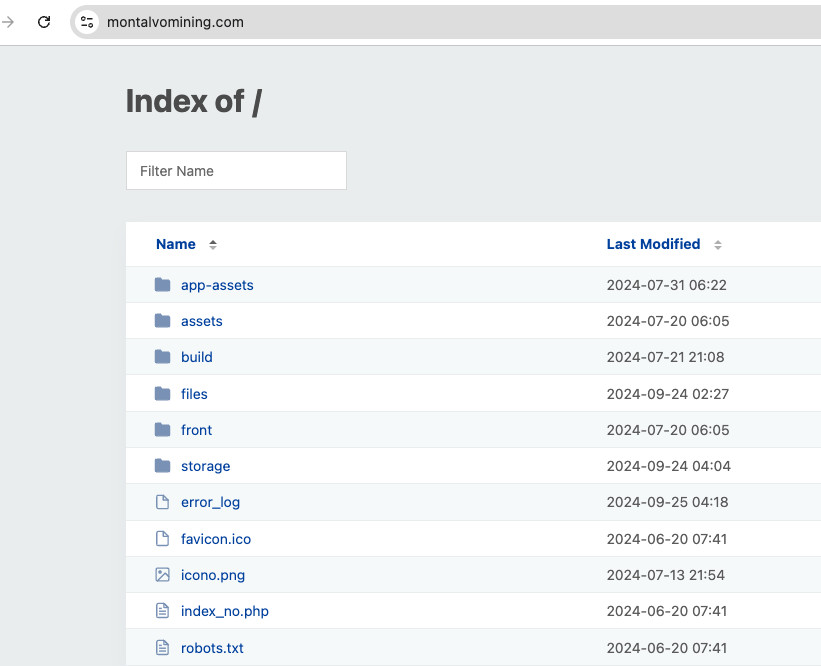 montalvomining.com
Index of /
Filter Name
Name Last Modified
app-assets 2024-07-31 06:22
assets 2024-07-20 06:05
build 2024-07-21 21:08
files 2024-09-24 02:27
front 2024-07-20 06:05
storage 2024-09-24 04:04
error_log 2024-09-25 04:18
favicon.ico 2024-06-20 07:41
icono.png 2024-07-13 21:54
index_no.php 2024-06-20 07:41
robots.txt 2024-06-20 07:41